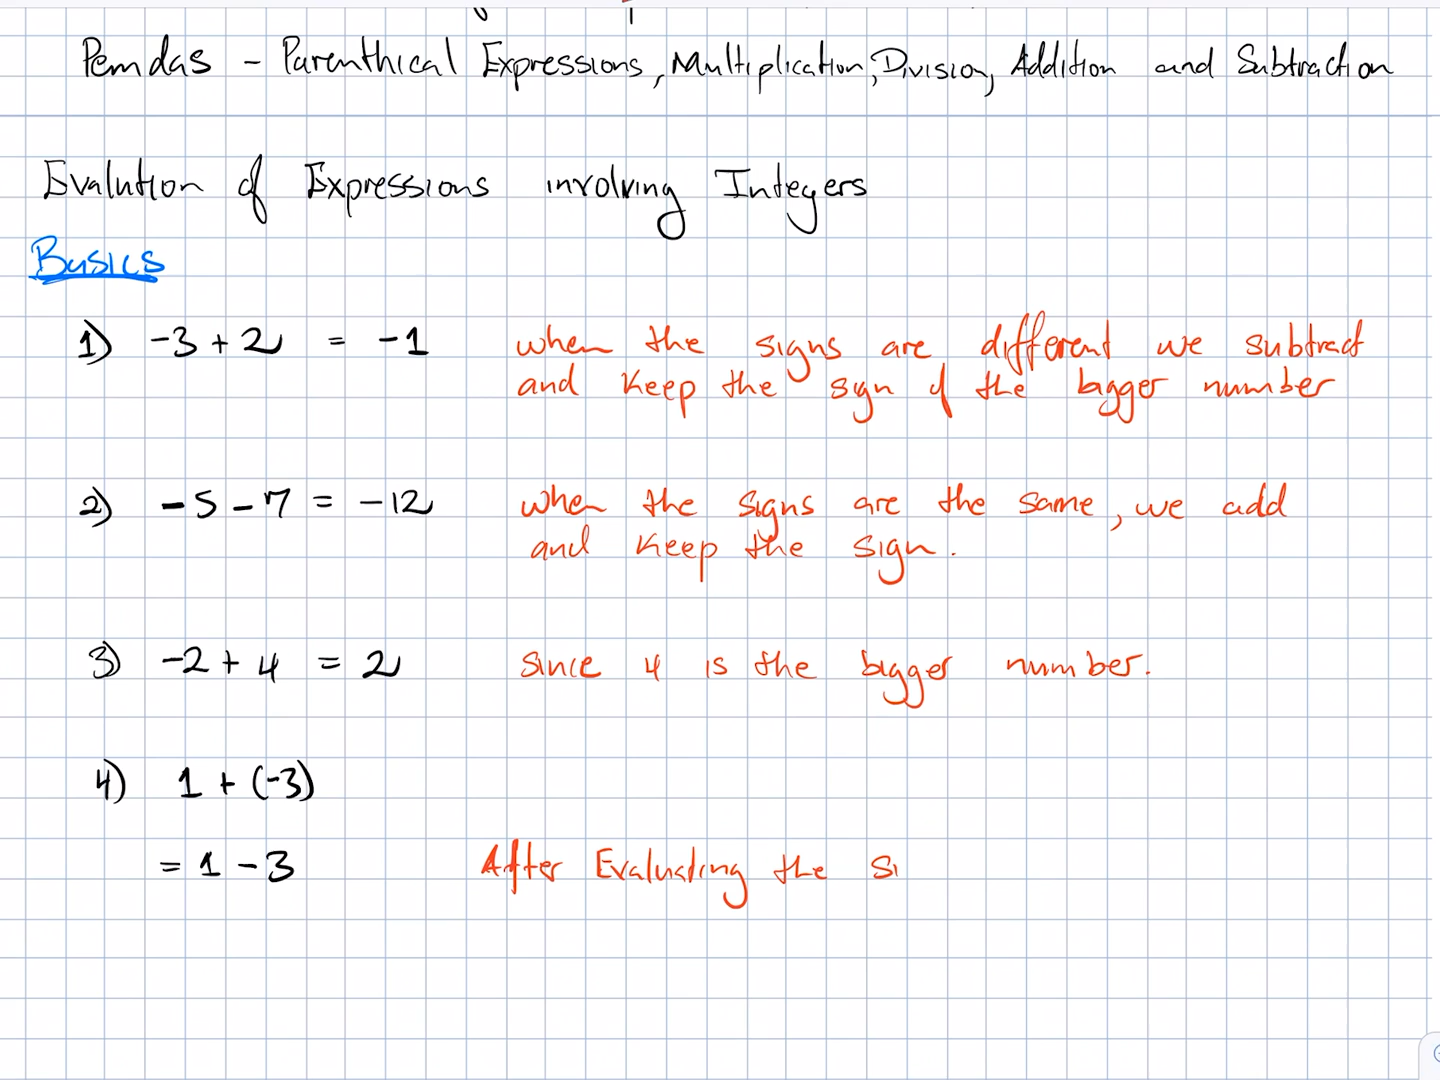 Pemdas - Parenthical Expressions, Multiplication, Division, Addition and Subtraction
Evalution of Expressions involving Integers
Basics
1) -3 + 2 = -1 when the signs are different we subtract
and keep the sign of the bigger number
2) - 5 - 7 = -12 when the signs are the same, we add
and keep the sign.
3) -2 + 4 = 2 since 4 is the bigger number.
4) 1 + (-3)
= 1 - 3 After Evaluating the si